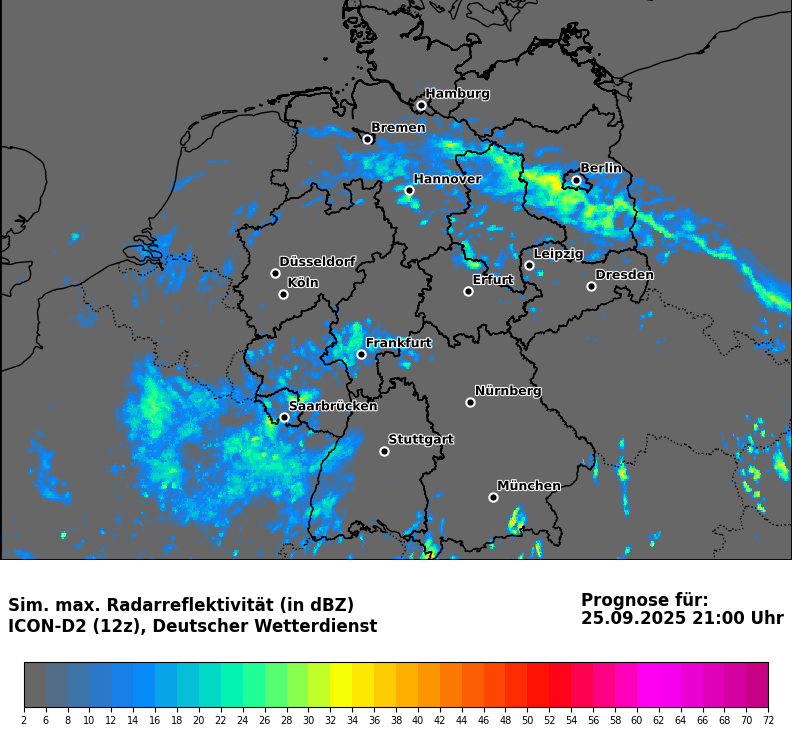 Hamburg
Bremen
Berlin
Hannover
Düsseldorf
Leipzig
Köln
Erfurt
Dresden
Frankfurt
Nürnberg
Saarbrücken
Stuttgart
München
Sim. max. Radarreflektivität (in dBZ)
ICON-D2 (12z), Deutscher Wetterdienst
Prognose für:
25.09.2025 21:00 Uhr
2 6 8 10 12 14 16 18 20 22 24 26 28 30 32 34 36 38 40 42 44 46 48 50 52 54 56 58 60 62 64 66 68 70 72